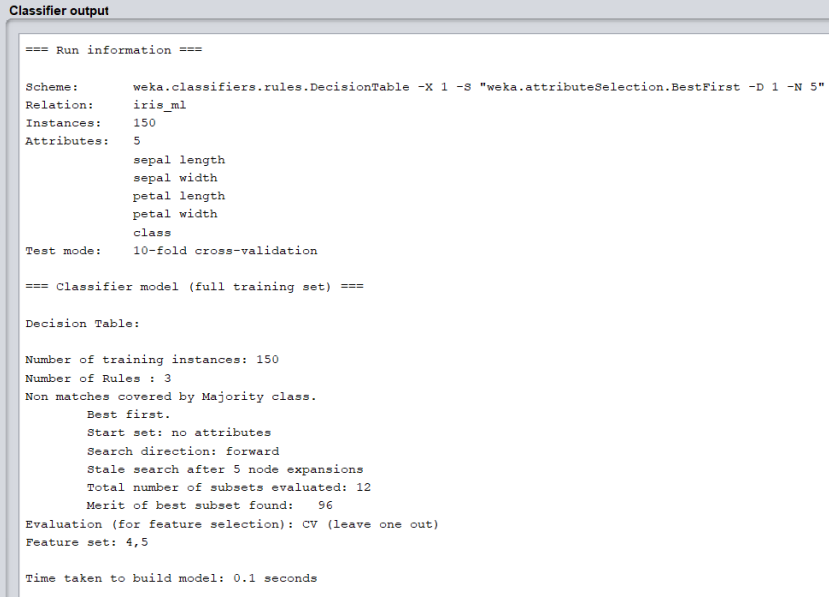 Classifier output
=== Run information ===
Scheme: weka.classifiers.rules.DecisionTable -X 1 -S "weka.attributeSelection.BestFirst -D 1 -N 5"
Relation: iris_ml
Instances: 150
Attributes: 5
sepal length
sepal width
petal length
petal width
class
Test mode: 10-fold cross-validation
=== Classifier model (full training set) ===
Decision Table:
Number of training instances: 150
Number of Rules : 3
Non matches covered by Majority class.
Best first.
Start set: no attributes
Search direction: forward
Stale search after 5 node expansions
Total number of subsets evaluated: 12
Merit of best subset found: 96
Evaluation (for feature selection): CV (leave one out)
Feature set: 4,5
Time taken to build model: 0.1 seconds